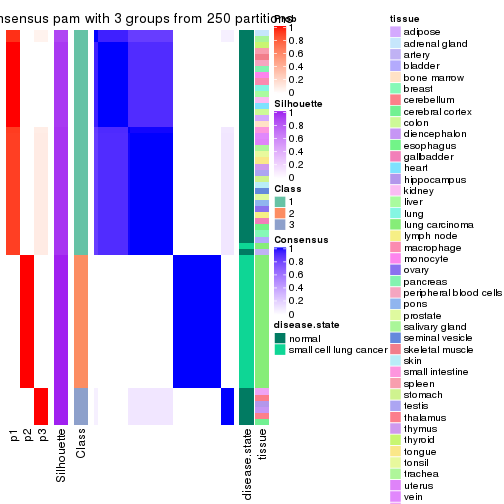 nsensus pam with 3 groups from 250 partitions
Prob
1
0.8
0.6
0.4
0.2
0
Silhouette
1
0.8
0.6
0.4
0.2
0
Class
1
2
3
Consensus
1
0.8
0.6
0.4
0.2
0
disease.state
normal
small cell lung cancer
tissue
adipose
adrenal gland
artery
bladder
bone marrow
breast
cerebellum
cerebral cortex
colon
diencephalon
esophagus
galbadder
heart
hippocampus
kidney
liver
lung
lung carcinoma
lymph node
macrophage
monocyte
ovary
pancreas
peripheral blood cells
pons
prostate
salivary gland
seminal vesicle
skeletal muscle
skin
small intestine
spleen
stomach
testis
thalamus
thymus
thyroid
tongue
tonsil
trachea
uterus
vein
p1
p2
p3
Silhouette
Class
disease.state
tissue